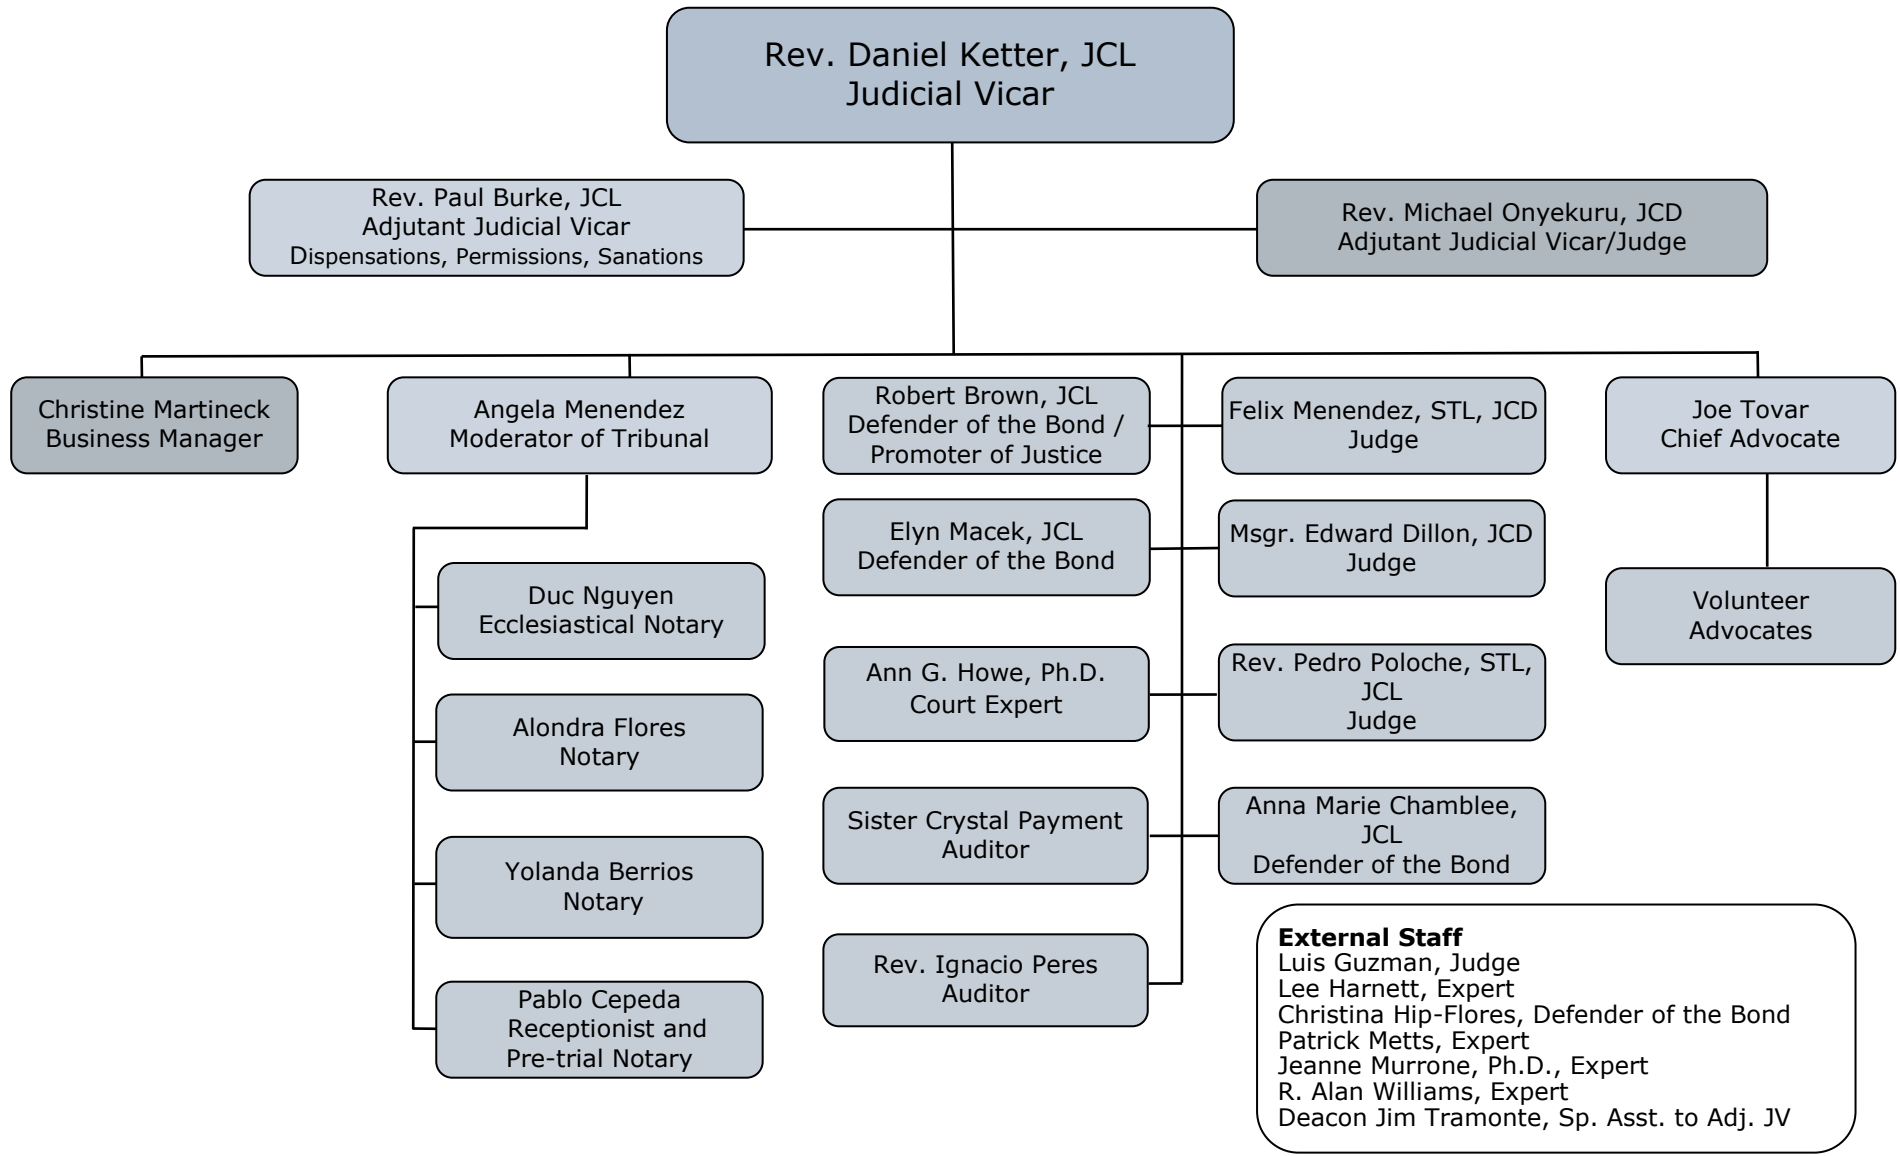 Rev. Daniel Ketter, JCL
Judicial Vicar
Rev. Paul Burke, JCL
Adjutant Judicial Vicar
Dispensations, Permissions, Sanations
Rev. Michael Onyekuru, JCD
Adjutant Judicial Vicar/Judge
Christine Martineck
Business Manager
Angela Menendez
Moderator of Tribunal
Robert Brown, JCL
Defender of the Bond /
Promoter of Justice
Felix Menendez, STL, JCD
Judge
Joe Tovar
Chief Advocate
Elyn Macek, JCL
Defender of the Bond
Msgr. Edward Dillon, JCD
Judge
Duc Nguyen
Ecclesiastical Notary
Volunteer
Advocates
Ann G. Howe, Ph.D.
Court Expert
Rev. Pedro Poloche, STL,
JCL
Judge
Alondra Flores
Notary
Sister Crystal Payment
Auditor
Anna Marie Chamblee,
JCL
Defender of the Bond
Yolanda Berrios
Notary
Rev. Ignacio Peres
Auditor
Pablo Cepeda
Receptionist and
Pre-trial Notary
External Staff
Luis Guzman, Judge
Lee Harnett, Expert
Christina Hip-Flores, Defender of the Bond
Patrick Metts, Expert
Jeanne Murrone, Ph.D., Expert
R. Alan Williams, Expert
Deacon Jim Tramonte, Sp. Asst. to Adj. JV